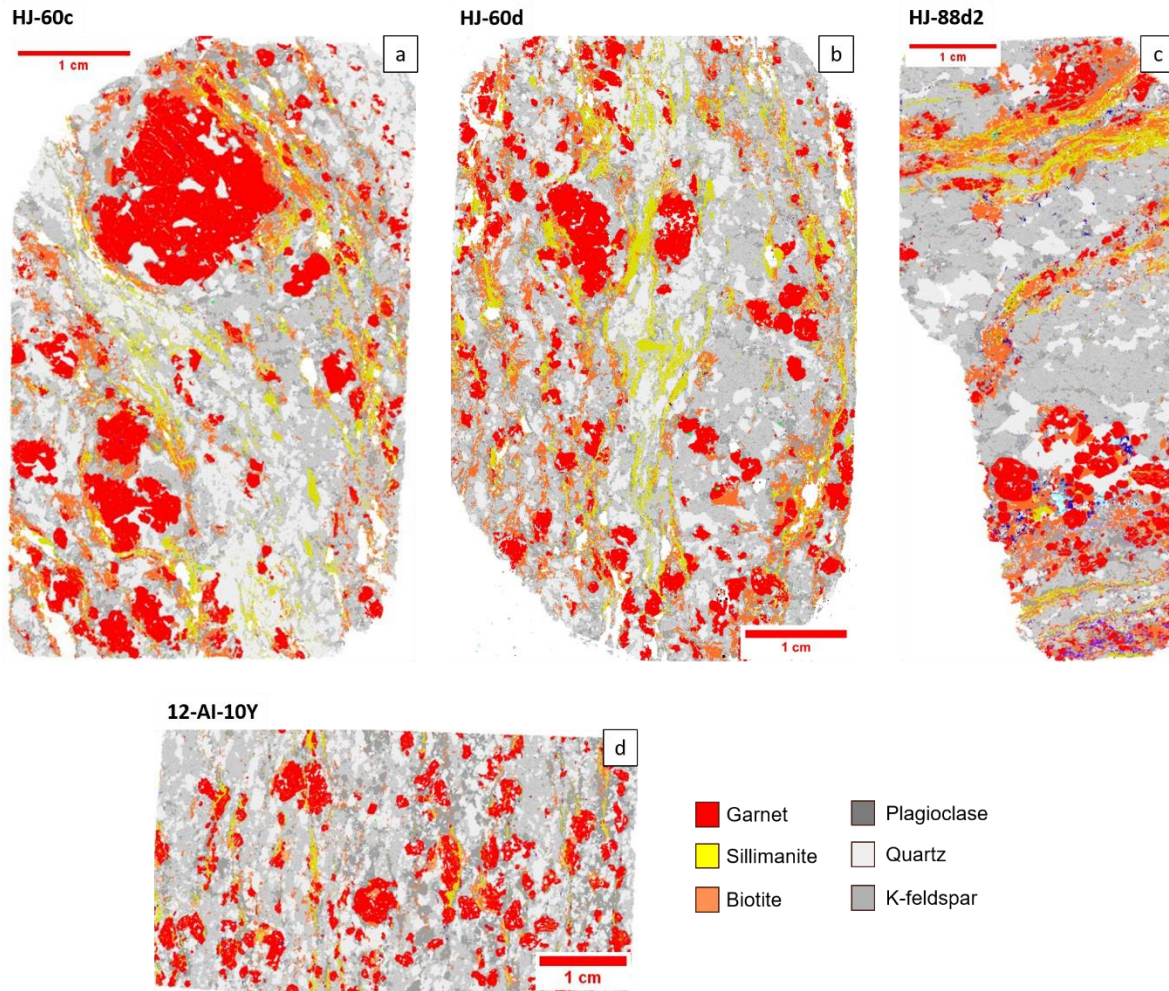 HJ-60c
1 cm
a
HJ-60d
b
1 cm
HJ-88d2
1 cm
c
12-AI-10Y
d
1 cm
Garnet
Sillimanite
Biotite
Plagioclase
Quartz
K-feldspar